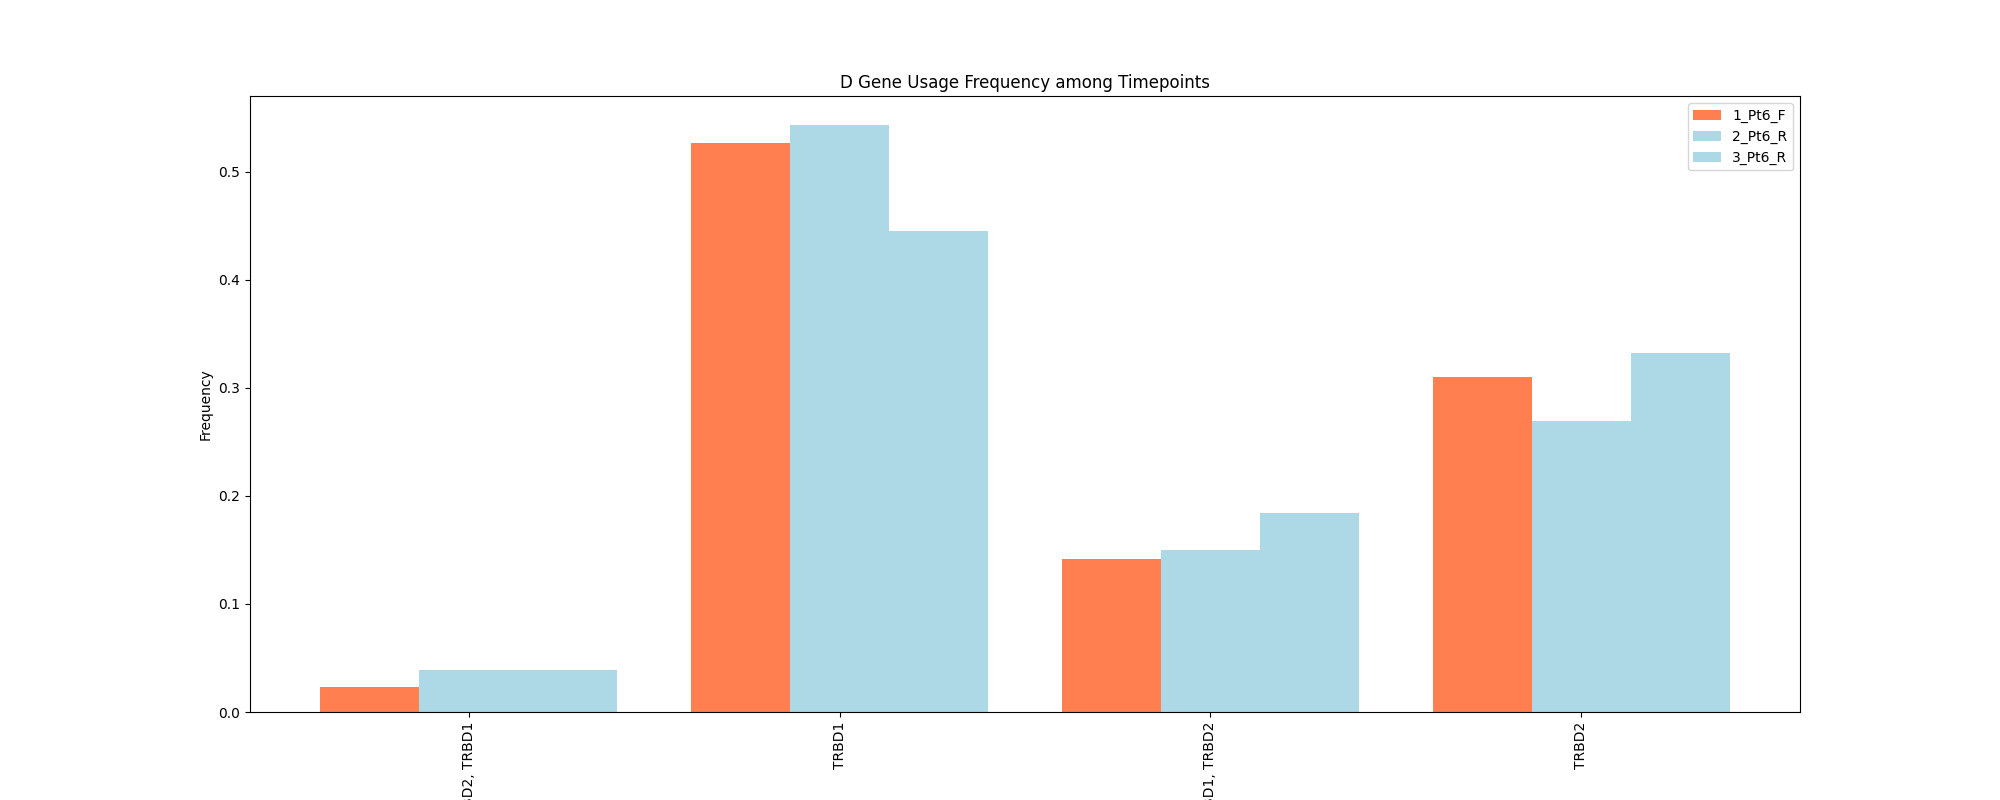 D Gene Usage Frequency among Timepoints
1_Pt6_F
2_Pt6_R
3_Pt6_R
Frequency
0.5
0.4
0.3
0.2
0.1
0.0
D2, TRBD1
TRBD1
D1, TRBD2
TRBD2